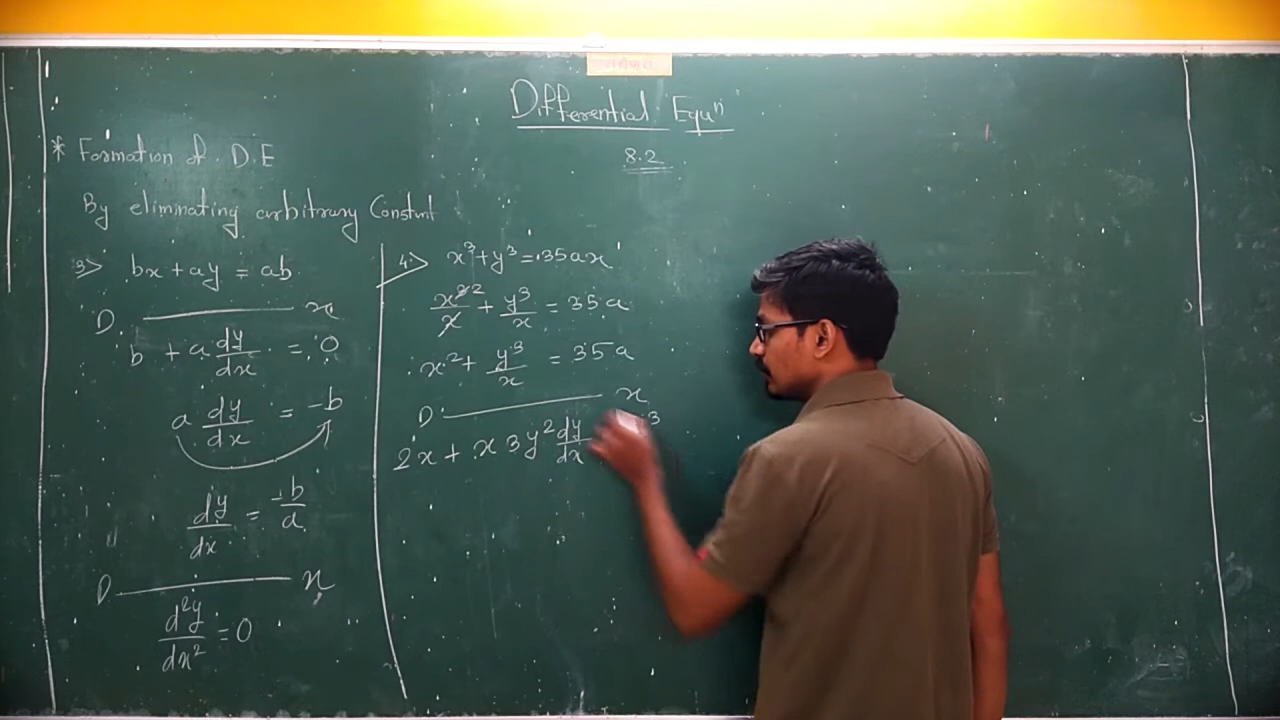 Differential Equⁿ
8.2
* Formation of D.E
By eliminating arbitrary Constant
3> bx + ay = ab
D. x
b + a dy/dx = 0
a dy/dx = -b
dy/dx = -b/a
D. x
d²y/dx² = 0
4.> x³+y³=35ax
+ y³/x = 35a
x² + y³/x = 35a
D. x
2x + x 3y² dy/dx 3